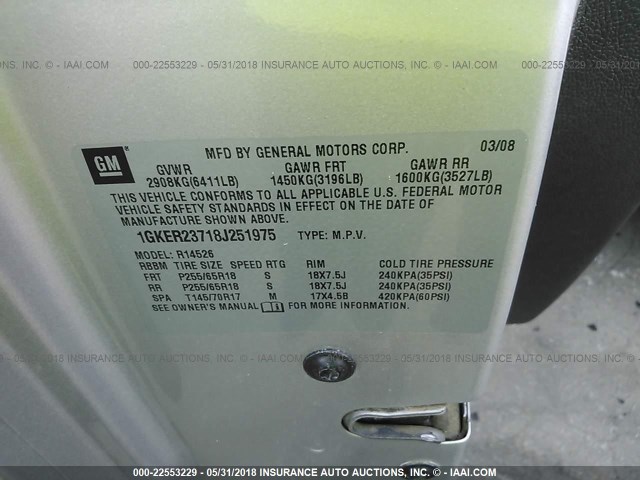 000-22553229 - 05/31/2018 INSURANCE AUTO AUCTIONS, INC. © - IAAI.COM
GM
MFD BY GENERAL MOTORS CORP. 03/08
GVWR GAWR FRT GAWR RR
2908KG(6411LB) 1450KG(3196LB) 1600KG(3527LB)
THIS VEHICLE CONFORMS TO ALL APPLICABLE U.S. FEDERAL MOTOR
VEHICLE SAFETY STANDARDS IN EFFECT ON THE DATE OF
MANUFACTURE SHOWN ABOVE.
1GKER23718J251975 TYPE: M.P.V.
MODEL: R14526
RBBM TIRE SIZE SPEED RTG RIM COLD TIRE PRESSURE
FRT P255/65R18 S 18X7.5J 240KPA(35PSI)
RR P255/65R18 S 18X7.5J 240KPA(35PSI)
SPA T145/70R17 M 17X4.5B 420KPA(60PSI)
SEE OWNER'S MANUAL FOR MORE INFORMATION.
000-22553229 - 05/31/2018 INSURANCE AUTO AUCTIONS, INC. © - IAAI.COM